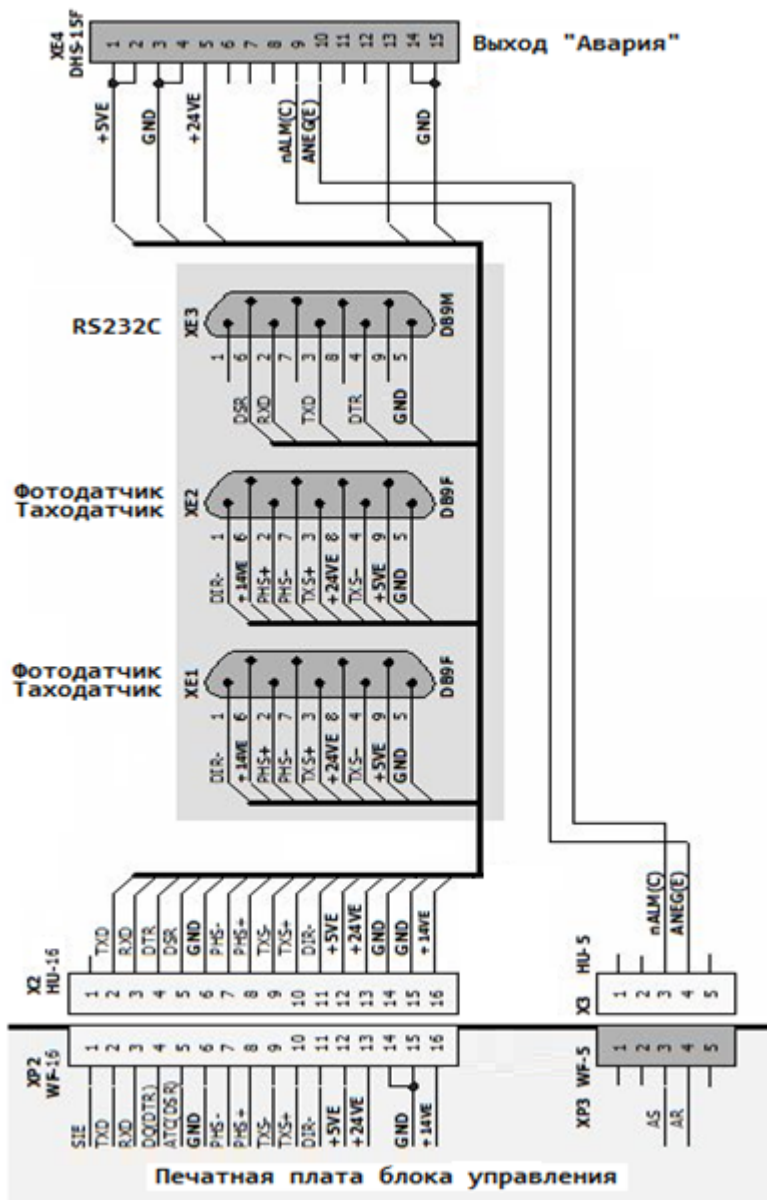 XE4
DHS-15F
1 2 3 4 5 6 7 8 9 10 11 12 13 14 15
Выход "Авария"
+5VE
GND
+24VE
nALM(C)
ANEG(E)
GND
RS232C
XE3
DB9M
1 6 2 7 3 8 4 9 5
DSR
RXD
TXD
DTR
GND
Фотодатчик
Таходатчик
XE2
DB9F
1 6 2 7 3 8 4 9 5
DIR-
+14VE
PHS+
PHS-
TXS+
+24VE
TXS-
+5VE
GND
Фотодатчик
Таходатчик
XE1
DB9F
1 6 2 7 3 8 4 9 5
DIR-
+14VE
PHS+
PHS-
TXS+
+24VE
TXS-
+5VE
GND
TXD
RXD
DTR
DSR
GND
PHS-
PHS+
TXS-
TXS+
DIR-
+5VE
+24VE
GND
GND
+14VE
X2
HU-16
1 2 3 4 5 6 7 8 9 10 11 12 13 14 15 16
nALM(C)
ANEG(E)
X3
HU-5
1 2 3 4 5
XP2
WF-16
1 2 3 4 5 6 7 8 9 10 11 12 13 14 15 16
SIE
TXD
RXD
DQ(DTR)
ATC(DSR)
GND
PHS-
PHS+
TXS-
TXS+
DIR-
+5VE
+24VE
GND
+14VE
XP3
WF-5
1 2 3 4 5
AS
AR
Печатная плата блока управления